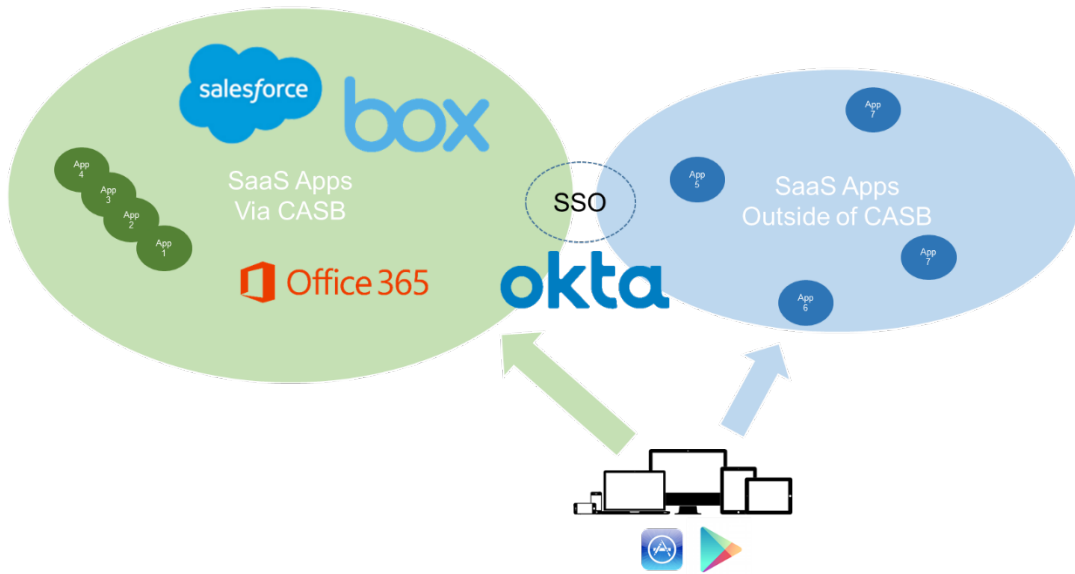 salesforce
box
App
4
App
3
App
2
App
1
SaaS Apps
Via CASB
Office 365
SSO
okta
App
7
App
5
SaaS Apps
Outside of CASB
App
7
App
6